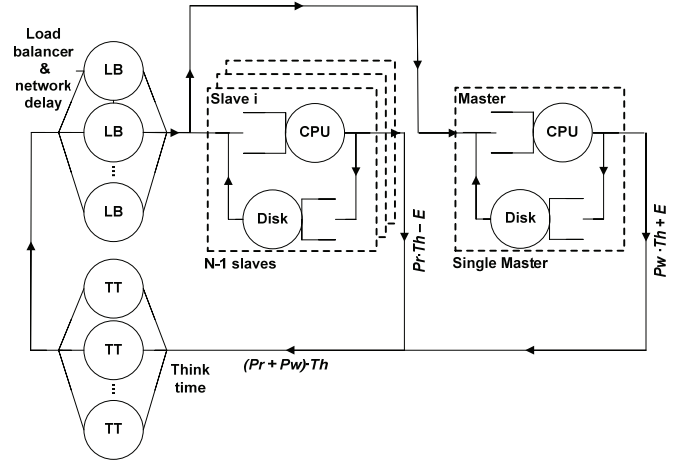 Load
balancer
&
network
delay
LB
LB
...
LB
Slave i
CPU
Disk
N-1 slaves
Master
CPU
Disk
Single Master
Pr·Th – E
Pw ·Th + E
(Pr + Pw)·Th
TT
TT
...
TT
Think
time